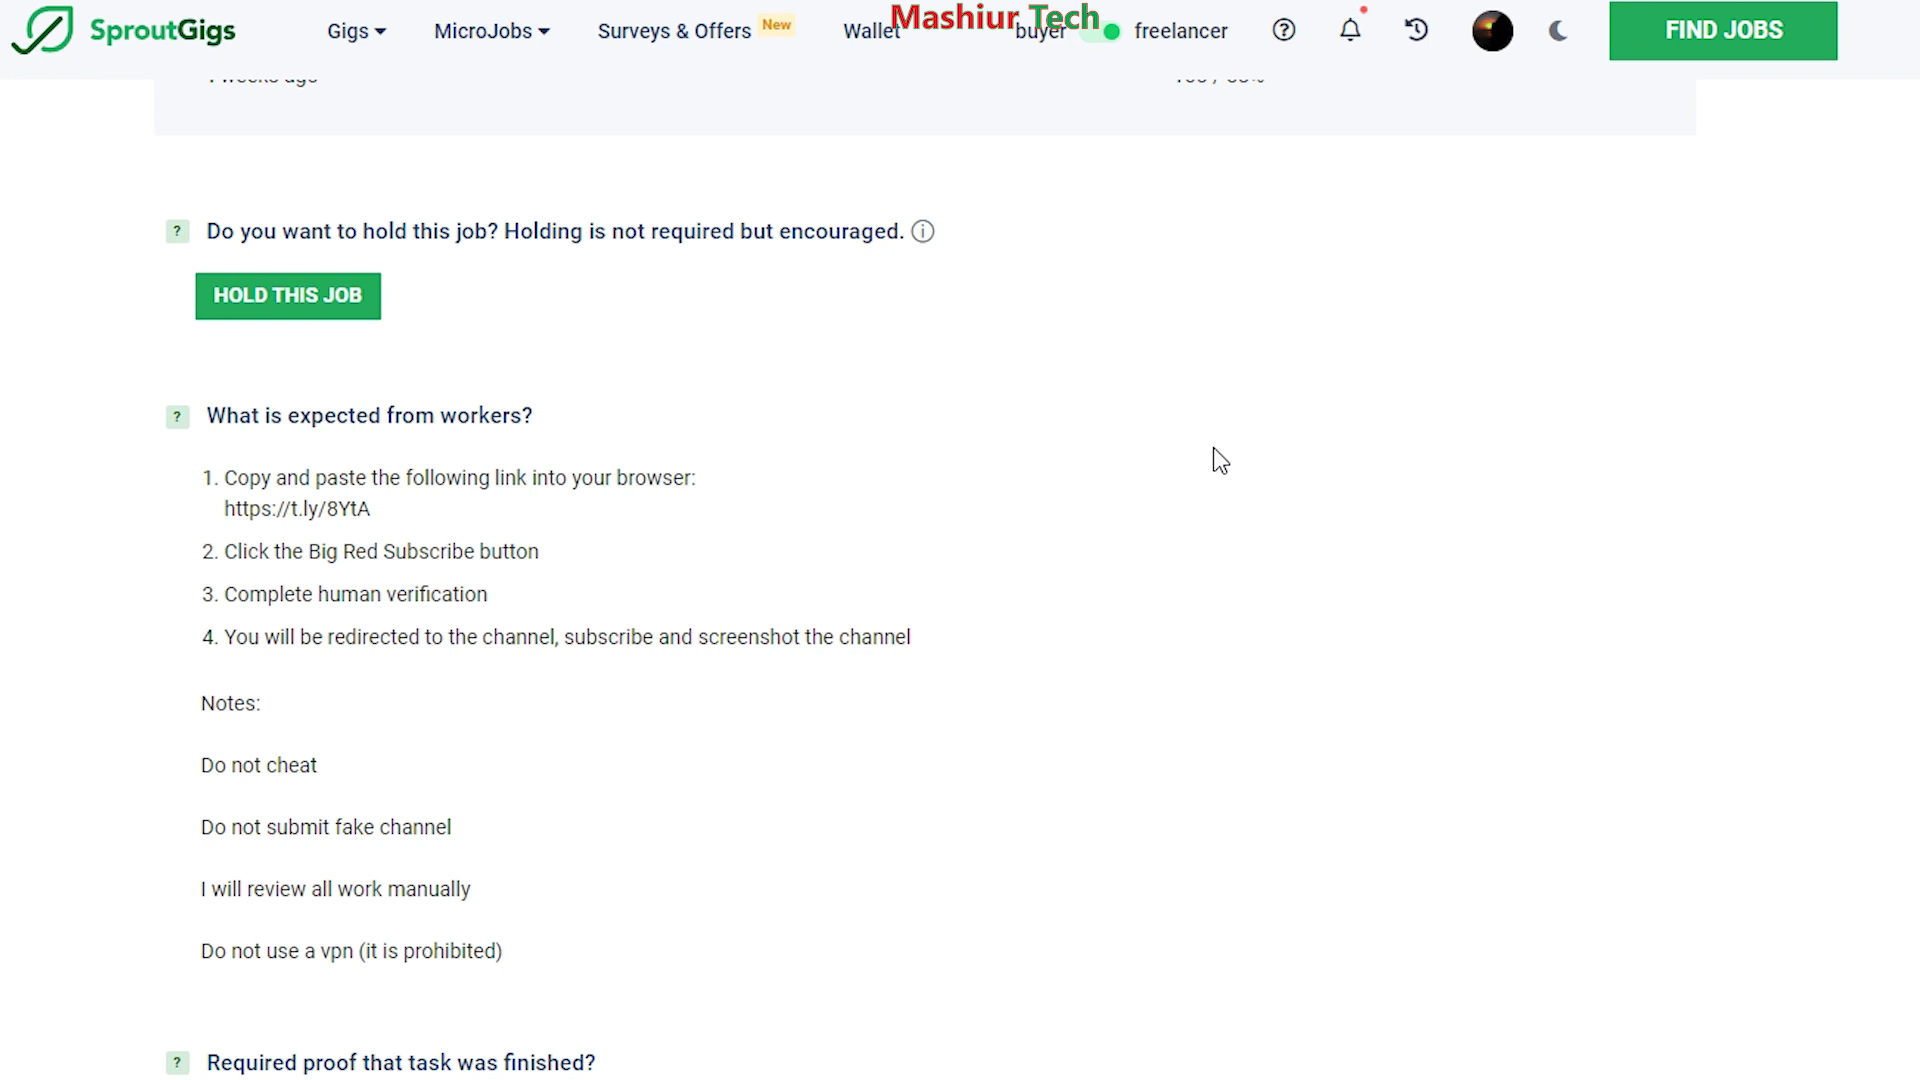 SproutGigs
Gigs
MicroJobs
Surveys & Offers
New
Wallet
Mashiur Tech
buyer
freelancer
FIND JOBS
weeks ago
? Do you want to hold this job? Holding is not required but encouraged.
HOLD THIS JOB
? What is expected from workers?
1. Copy and paste the following link into your browser:
https://t.ly/8YtA
2. Click the Big Red Subscribe button
3. Complete human verification
4. You will be redirected to the channel, subscribe and screenshot the channel
Notes:
Do not cheat
Do not submit fake channel
I will review all work manually
Do not use a vpn (it is prohibited)
? Required proof that task was finished?